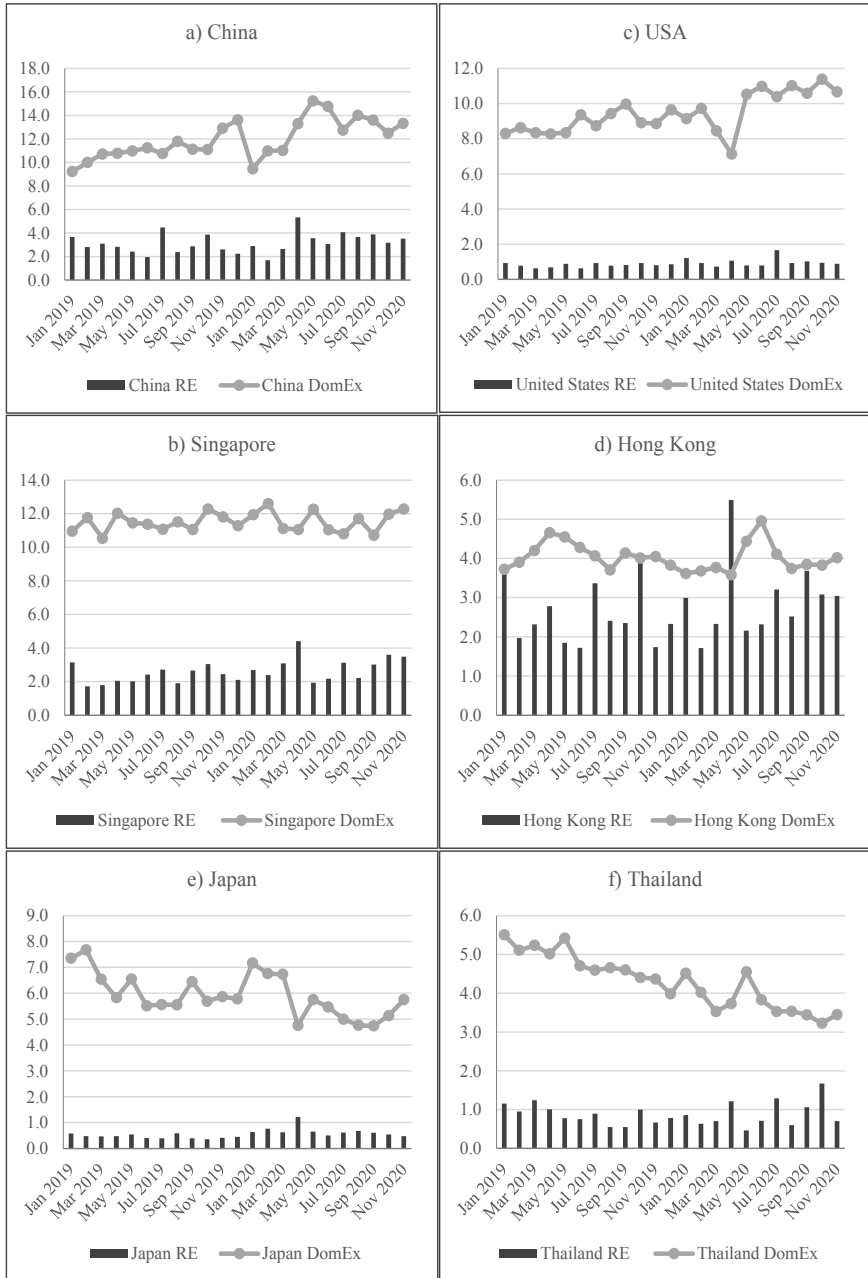 a) China
18.0
16.0
14.0
12.0
10.0
8.0
6.0
4.0
2.0
0.0
Jan 2019
Mar 2019
May 2019
Jul 2019
Sep 2019
Nov 2019
Jan 2020
Mar 2020
May 2020
Jul 2020
Sep 2020
Nov 2020
China RE China DomEx
c) USA
12.0
10.0
8.0
6.0
4.0
2.0
0.0
Jan 2019
Mar 2019
May 2019
Jul 2019
Sep 2019
Nov 2019
Jan 2020
Mar 2020
May 2020
Jul 2020
Sep 2020
Nov 2020
United States RE United States DomEx
b) Singapore
14.0
12.0
10.0
8.0
6.0
4.0
2.0
0.0
Jan 2019
Mar 2019
May 2019
Jul 2019
Sep 2019
Nov 2019
Jan 2020
Mar 2020
May 2020
Jul 2020
Sep 2020
Nov 2020
Singapore RE Singapore DomEx
d) Hong Kong
6.0
5.0
4.0
3.0
2.0
1.0
0.0
Jan 2019
Mar 2019
May 2019
Jul 2019
Sep 2019
Nov 2019
Jan 2020
Mar 2020
May 2020
Jul 2020
Sep 2020
Nov 2020
Hong Kong RE Hong Kong DomEx
e) Japan
9.0
8.0
7.0
6.0
5.0
4.0
3.0
2.0
1.0
0.0
Jan 2019
Mar 2019
May 2019
Jul 2019
Sep 2019
Nov 2019
Jan 2020
Mar 2020
May 2020
Jul 2020
Sep 2020
Nov 2020
Japan RE Japan DomEx
f) Thailand
6.0
5.0
4.0
3.0
2.0
1.0
0.0
Jan 2019
Mar 2019
May 2019
Jul 2019
Sep 2019
Nov 2019
Jan 2020
Mar 2020
May 2020
Jul 2020
Sep 2020
Nov 2020
Thailand RE Thailand DomEx